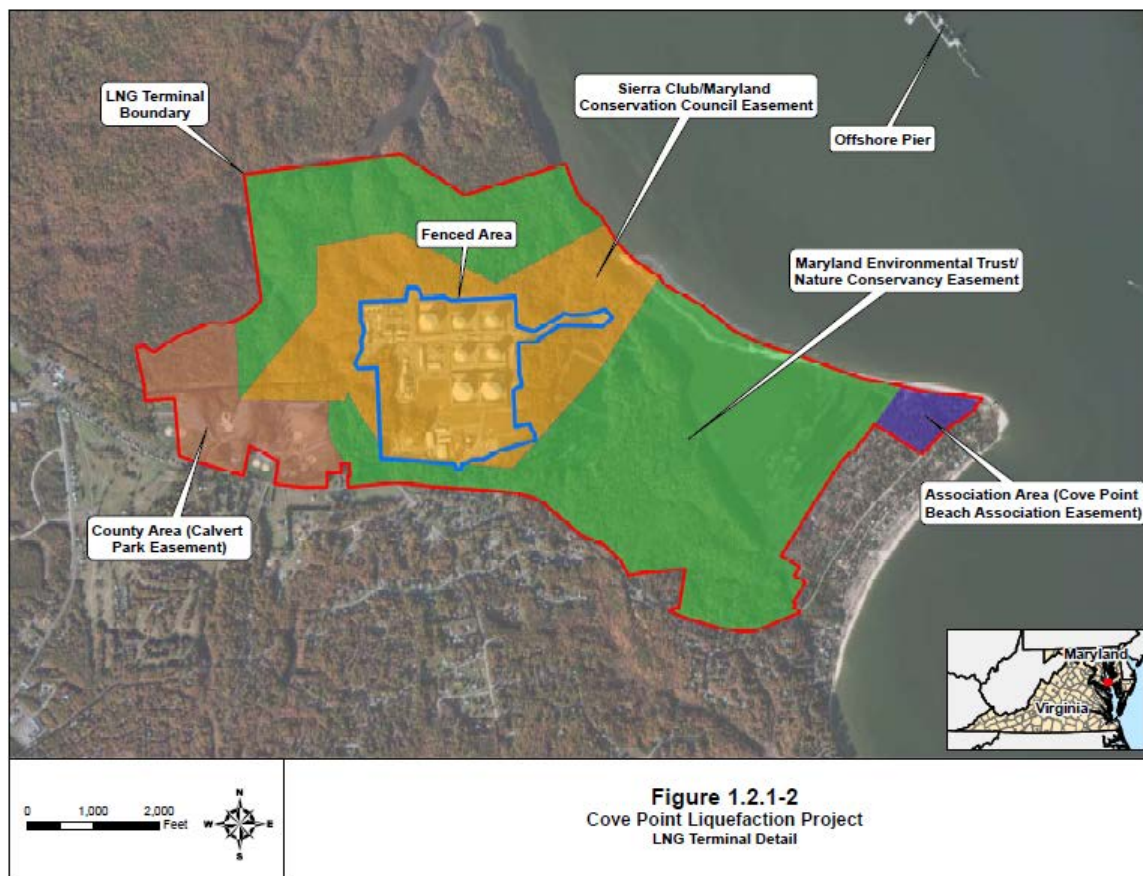 LNG Terminal
Boundary
Sierra Club/Maryland
Conservation Council Easement
Offshore Pier
Fenced Area
Maryland Environmental Trust/
Nature Conservancy Easement
County Area (Calvert
Park Easement)
Association Area (Cove Point
Beach Association Easement)
Maryland
Virginia
0 1,000 2,000
Feet
N
W E
S
Figure 1.2.1-2
Cove Point Liquefaction Project
LNG Terminal Detail